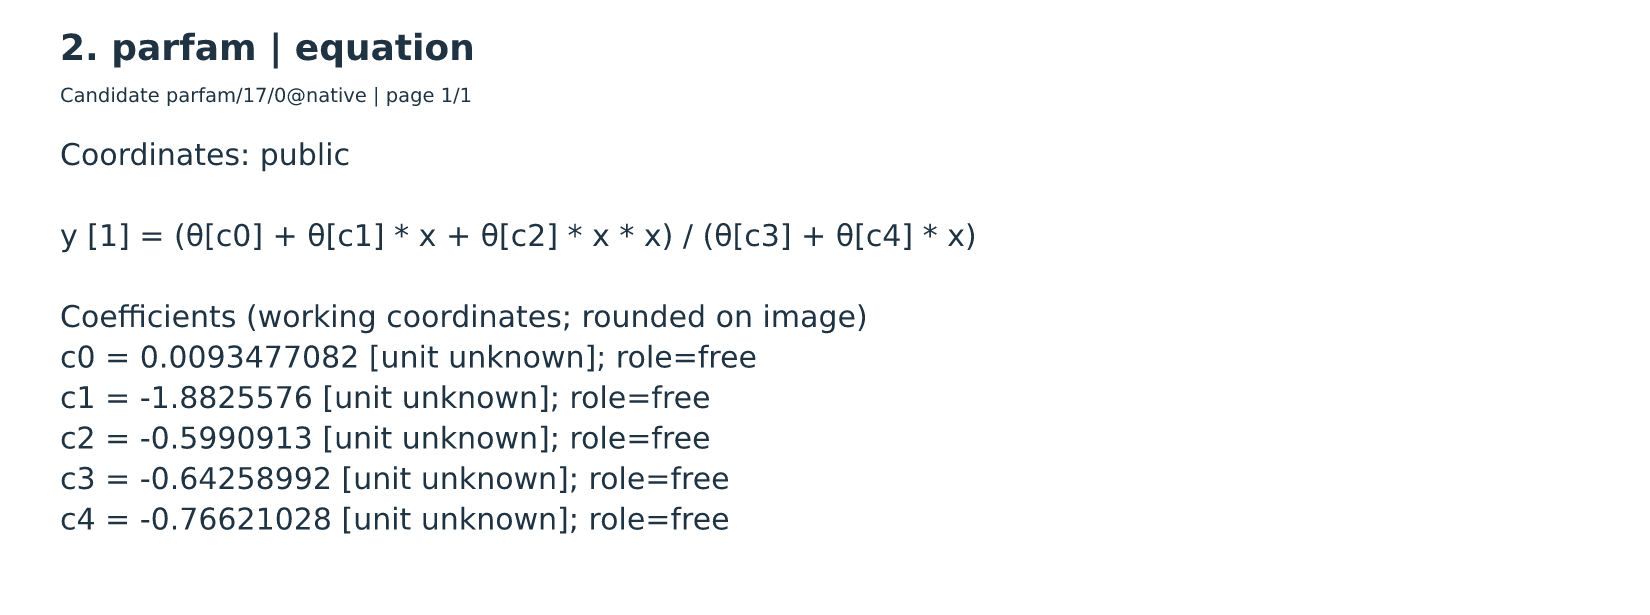 2. parfam | equation
Candidate parfam/17/0@native | page 1/1
Coordinates: public
y [1] = (θ[c0] + θ[c1] * x + θ[c2] * x * x) / (θ[c3] + θ[c4] * x)
Coefficients (working coordinates; rounded on image)
c0 = 0.0093477082 [unit unknown]; role=free
c1 = -1.8825576 [unit unknown]; role=free
c2 = -0.5990913 [unit unknown]; role=free
c3 = -0.64258992 [unit unknown]; role=free
c4 = -0.76621028 [unit unknown]; role=free